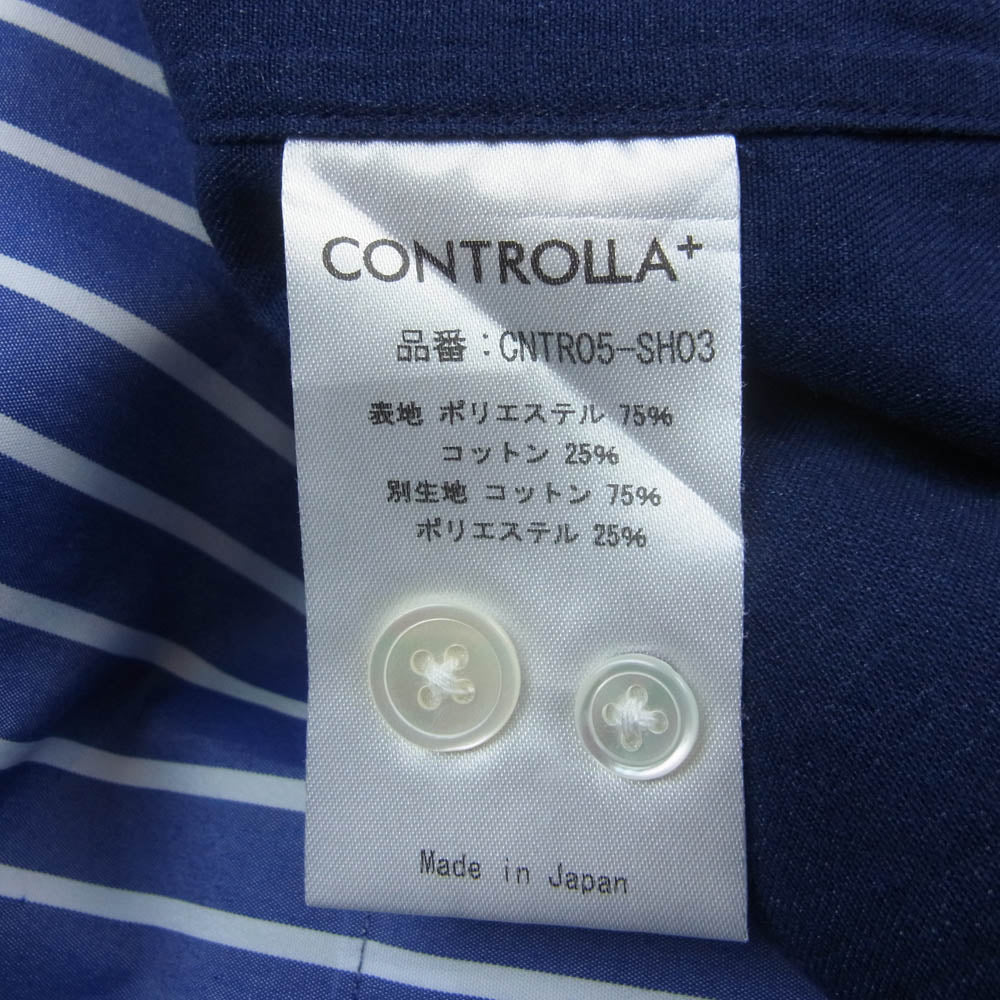 CONTROLLA+
品番：CNTR05-SH03
表地 ポリエステル 75%
コットン 25%
別生地 コットン 75%
ポリエステル 25%
Made in Japan